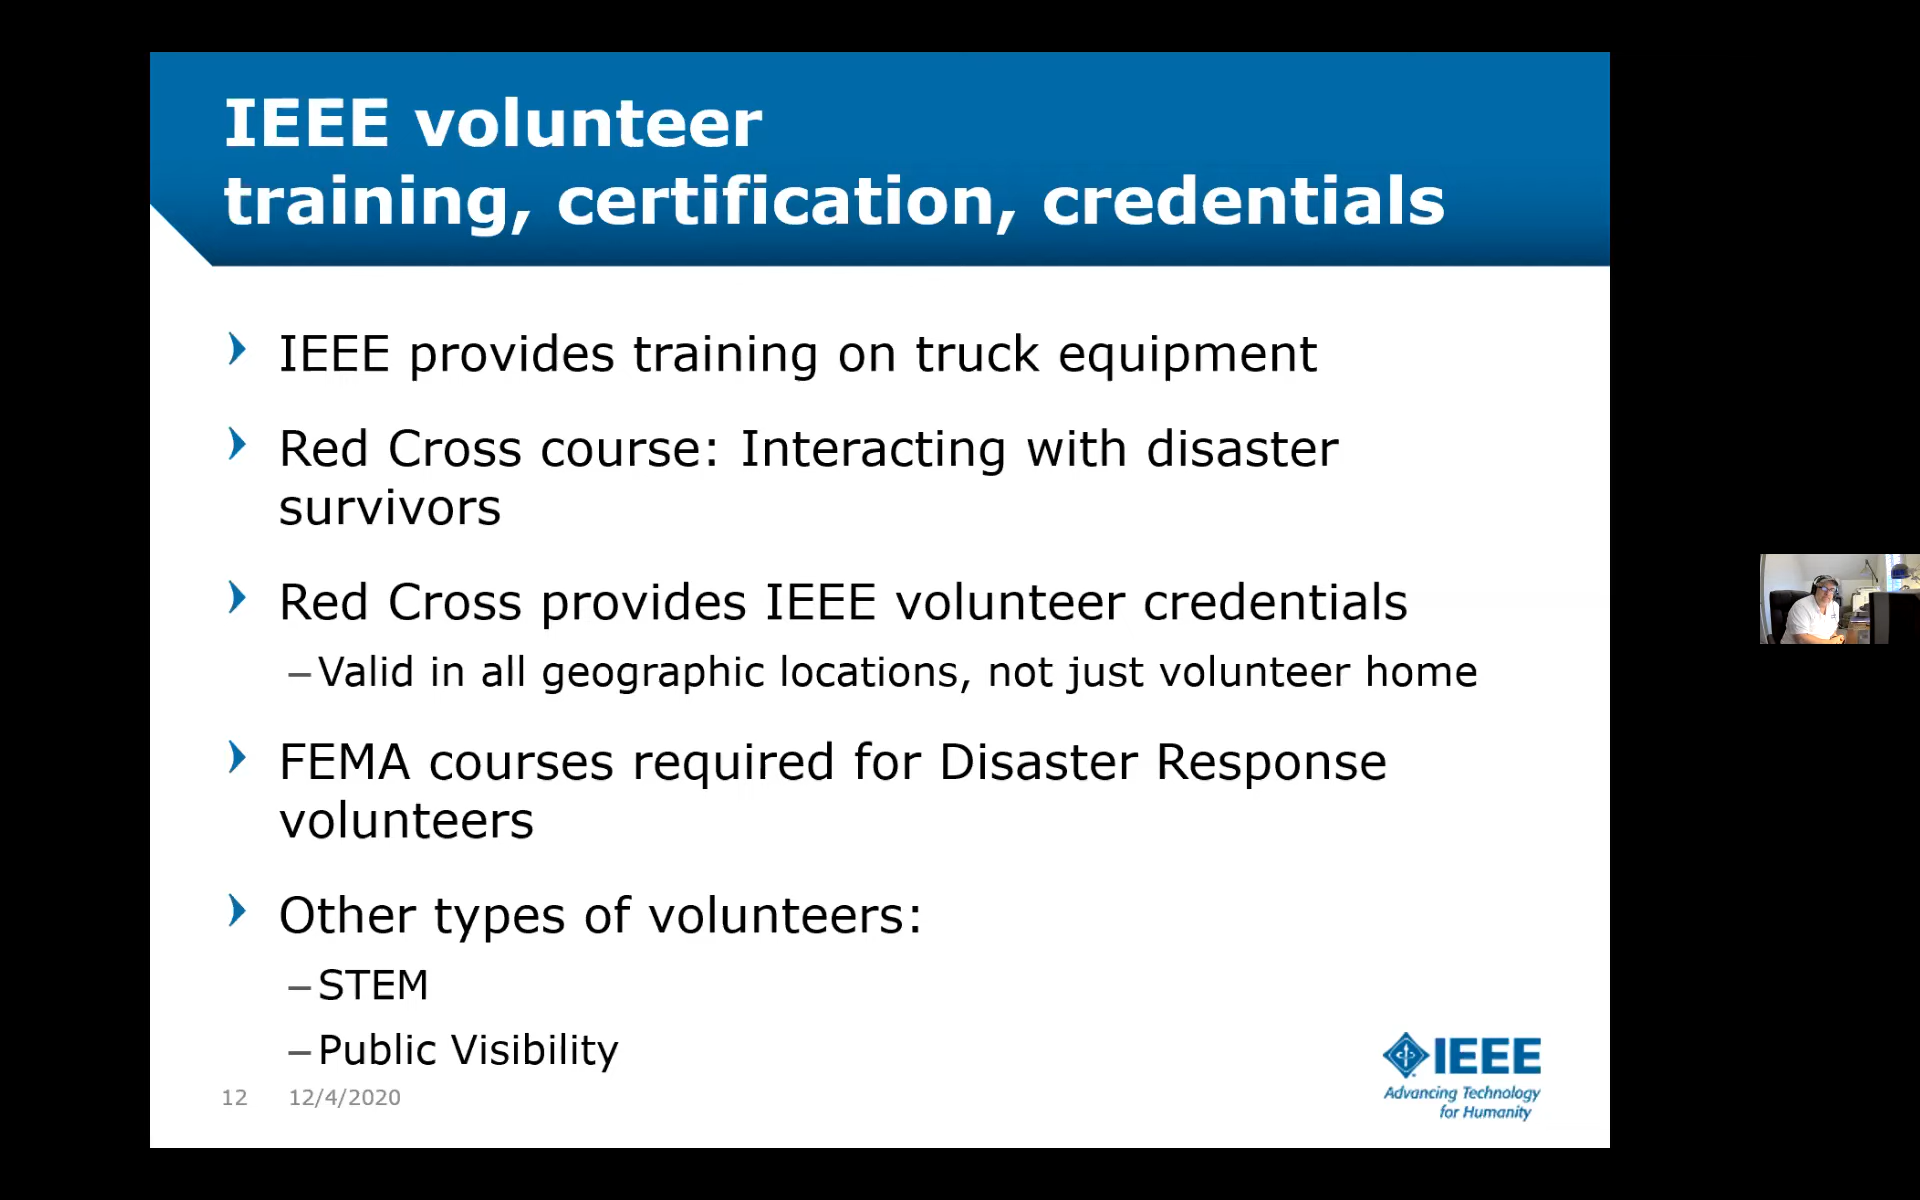 IEEE volunteer
training, certification, credentials
IEEE provides training on truck equipment
Red Cross course: Interacting with disaster
survivors
Red Cross provides IEEE volunteer credentials
–Valid in all geographic locations, not just volunteer home
FEMA courses required for Disaster Response
volunteers
Other types of volunteers:
–STEM
–Public Visibility
12 12/4/2020
IEEE
Advancing Technology
for Humanity